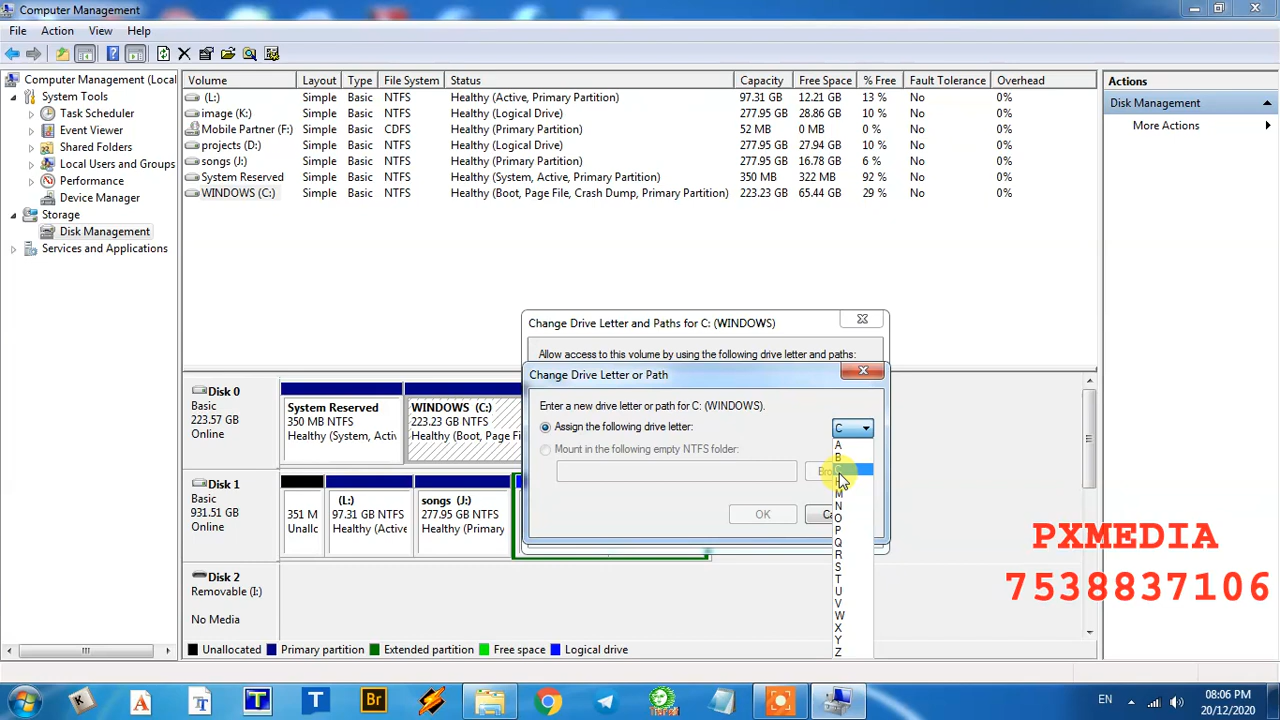 Computer Management
File Action View Help
Computer Management (Local
System Tools
Task Scheduler
Event Viewer
Shared Folders
Local Users and Groups
Performance
Device Manager
Storage
Disk Management
Services and Applications
Volume Layout Type File System Status Capacity Free Space % Free Fault Tolerance Overhead
(L:) Simple Basic NTFS Healthy (Active, Primary Partition) 97.31 GB 12.21 GB 13 % No 0%
image (K:) Simple Basic NTFS Healthy (Logical Drive) 277.95 GB 28.86 GB 10 % No 0%
Mobile Partner (F:) Simple Basic CDFS Healthy (Primary Partition) 52 MB 0 MB 0 % No 0%
projects (D:) Simple Basic NTFS Healthy (Logical Drive) 277.95 GB 27.94 GB 10 % No 0%
songs (J:) Simple Basic NTFS Healthy (Primary Partition) 277.95 GB 16.78 GB 6 % No 0%
System Reserved Simple Basic NTFS Healthy (System, Active, Primary Partition) 350 MB 322 MB 92 % No 0%
WINDOWS (C:) Simple Basic NTFS Healthy (Boot, Page File, Crash Dump, Primary Partition) 223.23 GB 65.44 GB 29 % No 0%
Actions
Disk Management
More Actions
Change Drive Letter and Paths for C: (WINDOWS)
Allow access to this volume by using the following drive letter and paths:
Change Drive Letter or Path
Enter a new drive letter or path for C: (WINDOWS).
Assign the following drive letter: C
Mount in the following empty NTFS folder:
OK
A
B
C
M
N
O
P
Q
R
S
T
U
V
W
X
Y
Z
Disk 0
Basic
223.57 GB
Online
System Reserved
350 MB NTFS
Healthy (System, Acti
WINDOWS (C:)
223.23 GB NTFS
Healthy (Boot, Page Fi
Disk 1
Basic
931.51 GB
Online
351 M
Unallc
(L:)
97.31 GB NTFS
Healthy (Active
songs (J:)
277.95 GB NTFS
Healthy (Primary
Disk 2
Removable (I:)
No Media
Unallocated Primary partition Extended partition Free space Logical drive
PXMEDIA
7538837106
EN
08:06 PM
20/12/2020